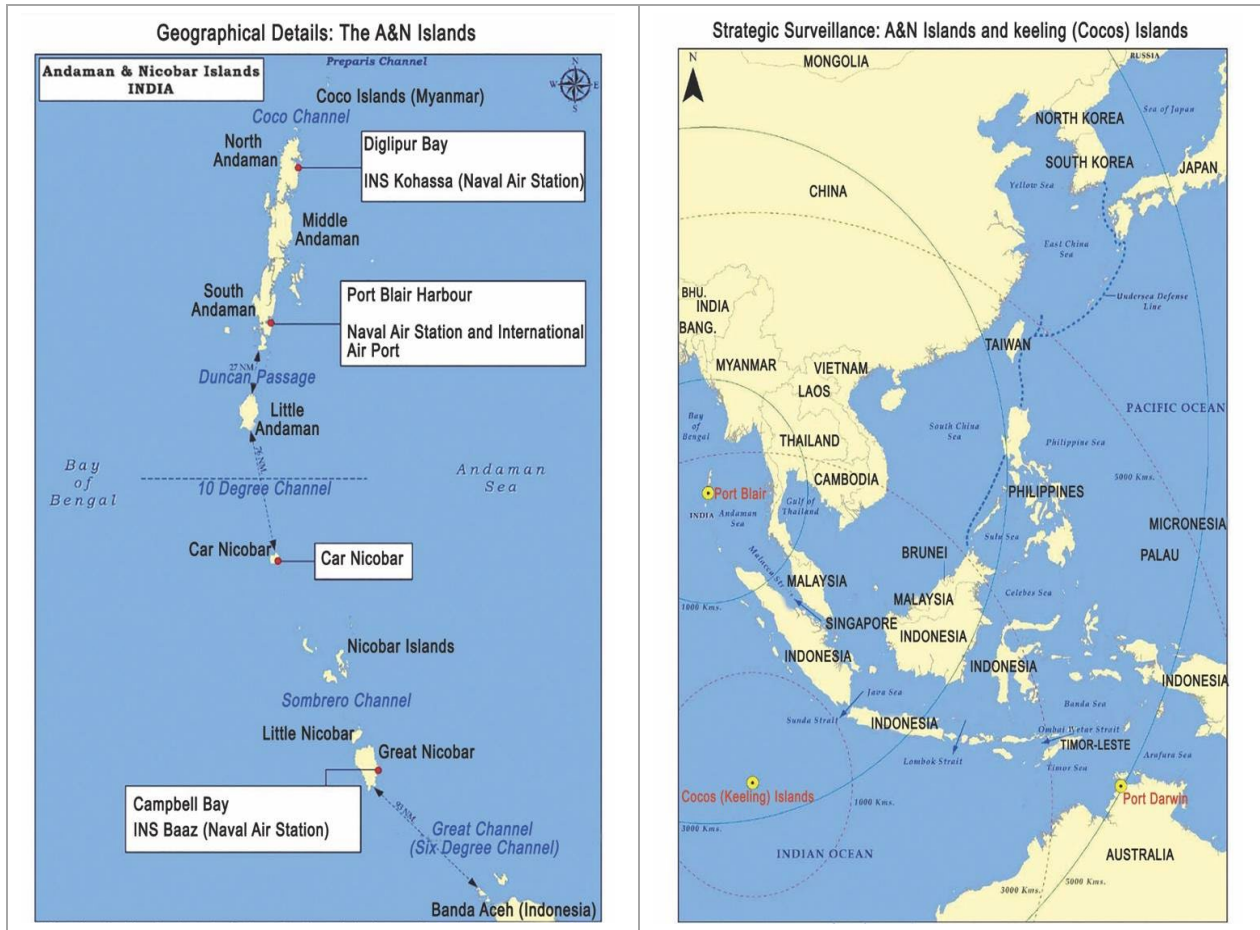 Geographical Details: The A&N Islands
Andaman & Nicobar Islands
INDIA
Preparis Channel
N
W
E
S
Coco Islands (Myanmar)
Coco Channel
North
Andaman
Diglipur Bay
INS Kohassa (Naval Air Station)
Middle
Andaman
South
Andaman
Port Blair Harbour
Naval Air Station and International
Air Port
27 NM.
Duncan Passage
Little
Andaman
76 NM.
Bay
of
Bengal
Andaman
Sea
10 Degree Channel
Car Nicobar
Car Nicobar
Nicobar Islands
Sombrero Channel
Little Nicobar
Great Nicobar
Campbell Bay
INS Baaz (Naval Air Station)
93 NM.
Great Channel
(Six Degree Channel)
Banda Aceh (Indonesia)
Strategic Surveillance: A&N Islands and keeling (Cocos) Islands
N
MONGOLIA
RUSSIA
Sea of Japan
NORTH KOREA
SOUTH KOREA
JAPAN
Yellow Sea
CHINA
East China
Sea
Undersea Defense
Line
BHU.
INDIA
BANG.
TAIWAN
MYANMAR
VIETNAM
LAOS
PACIFIC OCEAN
Bay
of
Bengal
South China
Sea
Philippine Sea
THAILAND
CAMBODIA
5000 Kms.
Port Blair
PHILIPPINES
INDIA
Andaman
Sea
Gulf of
Thailand
MICRONESIA
Sulu Sea
BRUNEI
PALAU
Malacca Str.
MALAYSIA
MALAYSIA
Celebes Sea
1000 Kms.
SINGAPORE
INDONESIA
INDONESIA
INDONESIA
INDONESIA
Java Sea
Banda Sea
Sunda Strait
INDONESIA
Ombai Wetar Strait
TIMOR-LESTE
Arafura Sea
Lombok Strait
Timor Sea
Cocos (Keeling) Islands
Port Darwin
1000 Kms.
3000 Kms.
INDIAN OCEAN
AUSTRALIA
3000 Kms.
5000 Kms.